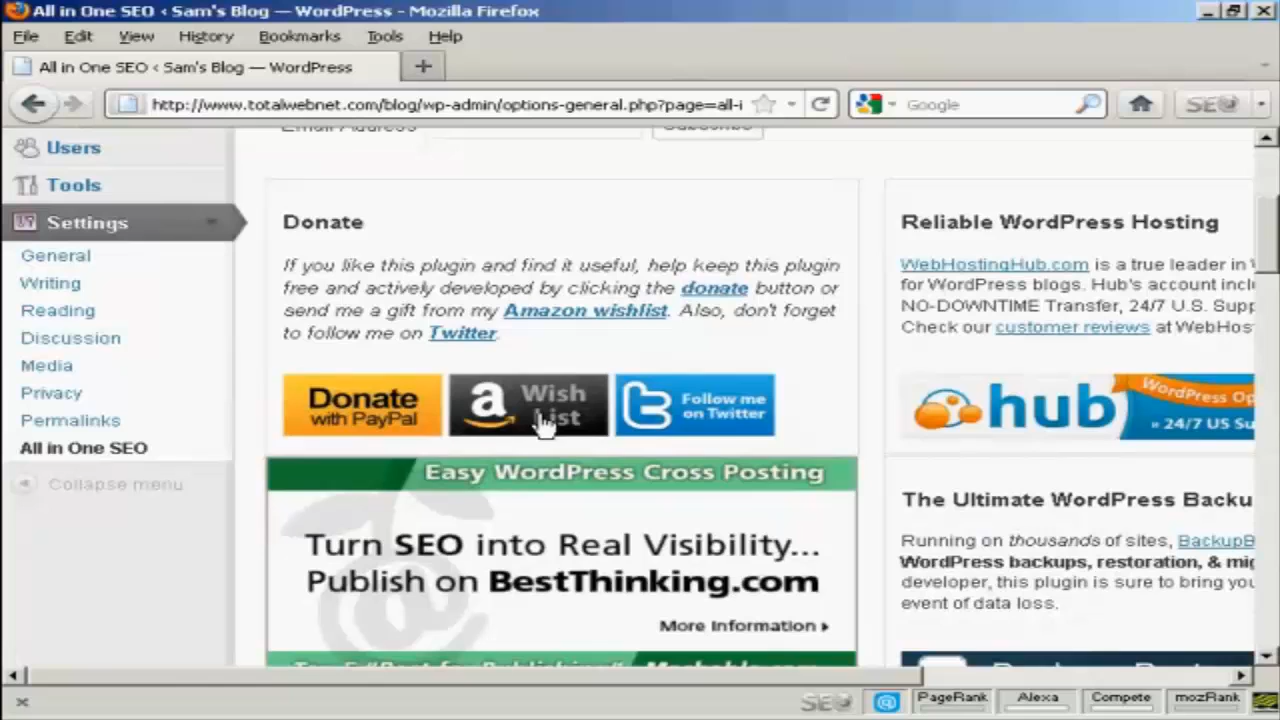 All in One SEO ‹ Sam's Blog — WordPress - Mozilla Firefox
File Edit View History Bookmarks Tools Help
All in One SEO ‹ Sam's Blog — WordPress
http://www.totalwebnet.com/blog/wp-admin/options-general.php?page=all-i
Google
SEO
Email Address
Subscribe
Users
Tools
Settings
General
Writing
Reading
Discussion
Media
Privacy
Permalinks
All in One SEO
Collapse menu
Donate
If you like this plugin and find it useful, help keep this plugin
free and actively developed by clicking the donate button or
send me a gift from my Amazon wishlist. Also, don't forget
to follow me on Twitter.
Donate
with PayPal
a Wish
List
Follow me
on Twitter
Easy WordPress Cross Posting
Turn SEO into Real Visibility...
Publish on BestThinking.com
More Information
Reliable WordPress Hosting
WebHostingHub.com is a true leader in
for WordPress blogs. Hub's account incl
NO-DOWNTIME Transfer, 24/7 U.S. Supp
Check our customer reviews at WebHos
hub
WordPress Op
» 24/7 US Su
The Ultimate WordPress Backu
Running on thousands of sites, BackupB
WordPress backups, restoration, & mig
developer, this plugin is sure to bring you
event of data loss.
SEO
PageRank
Alexa
Compete
mozRank